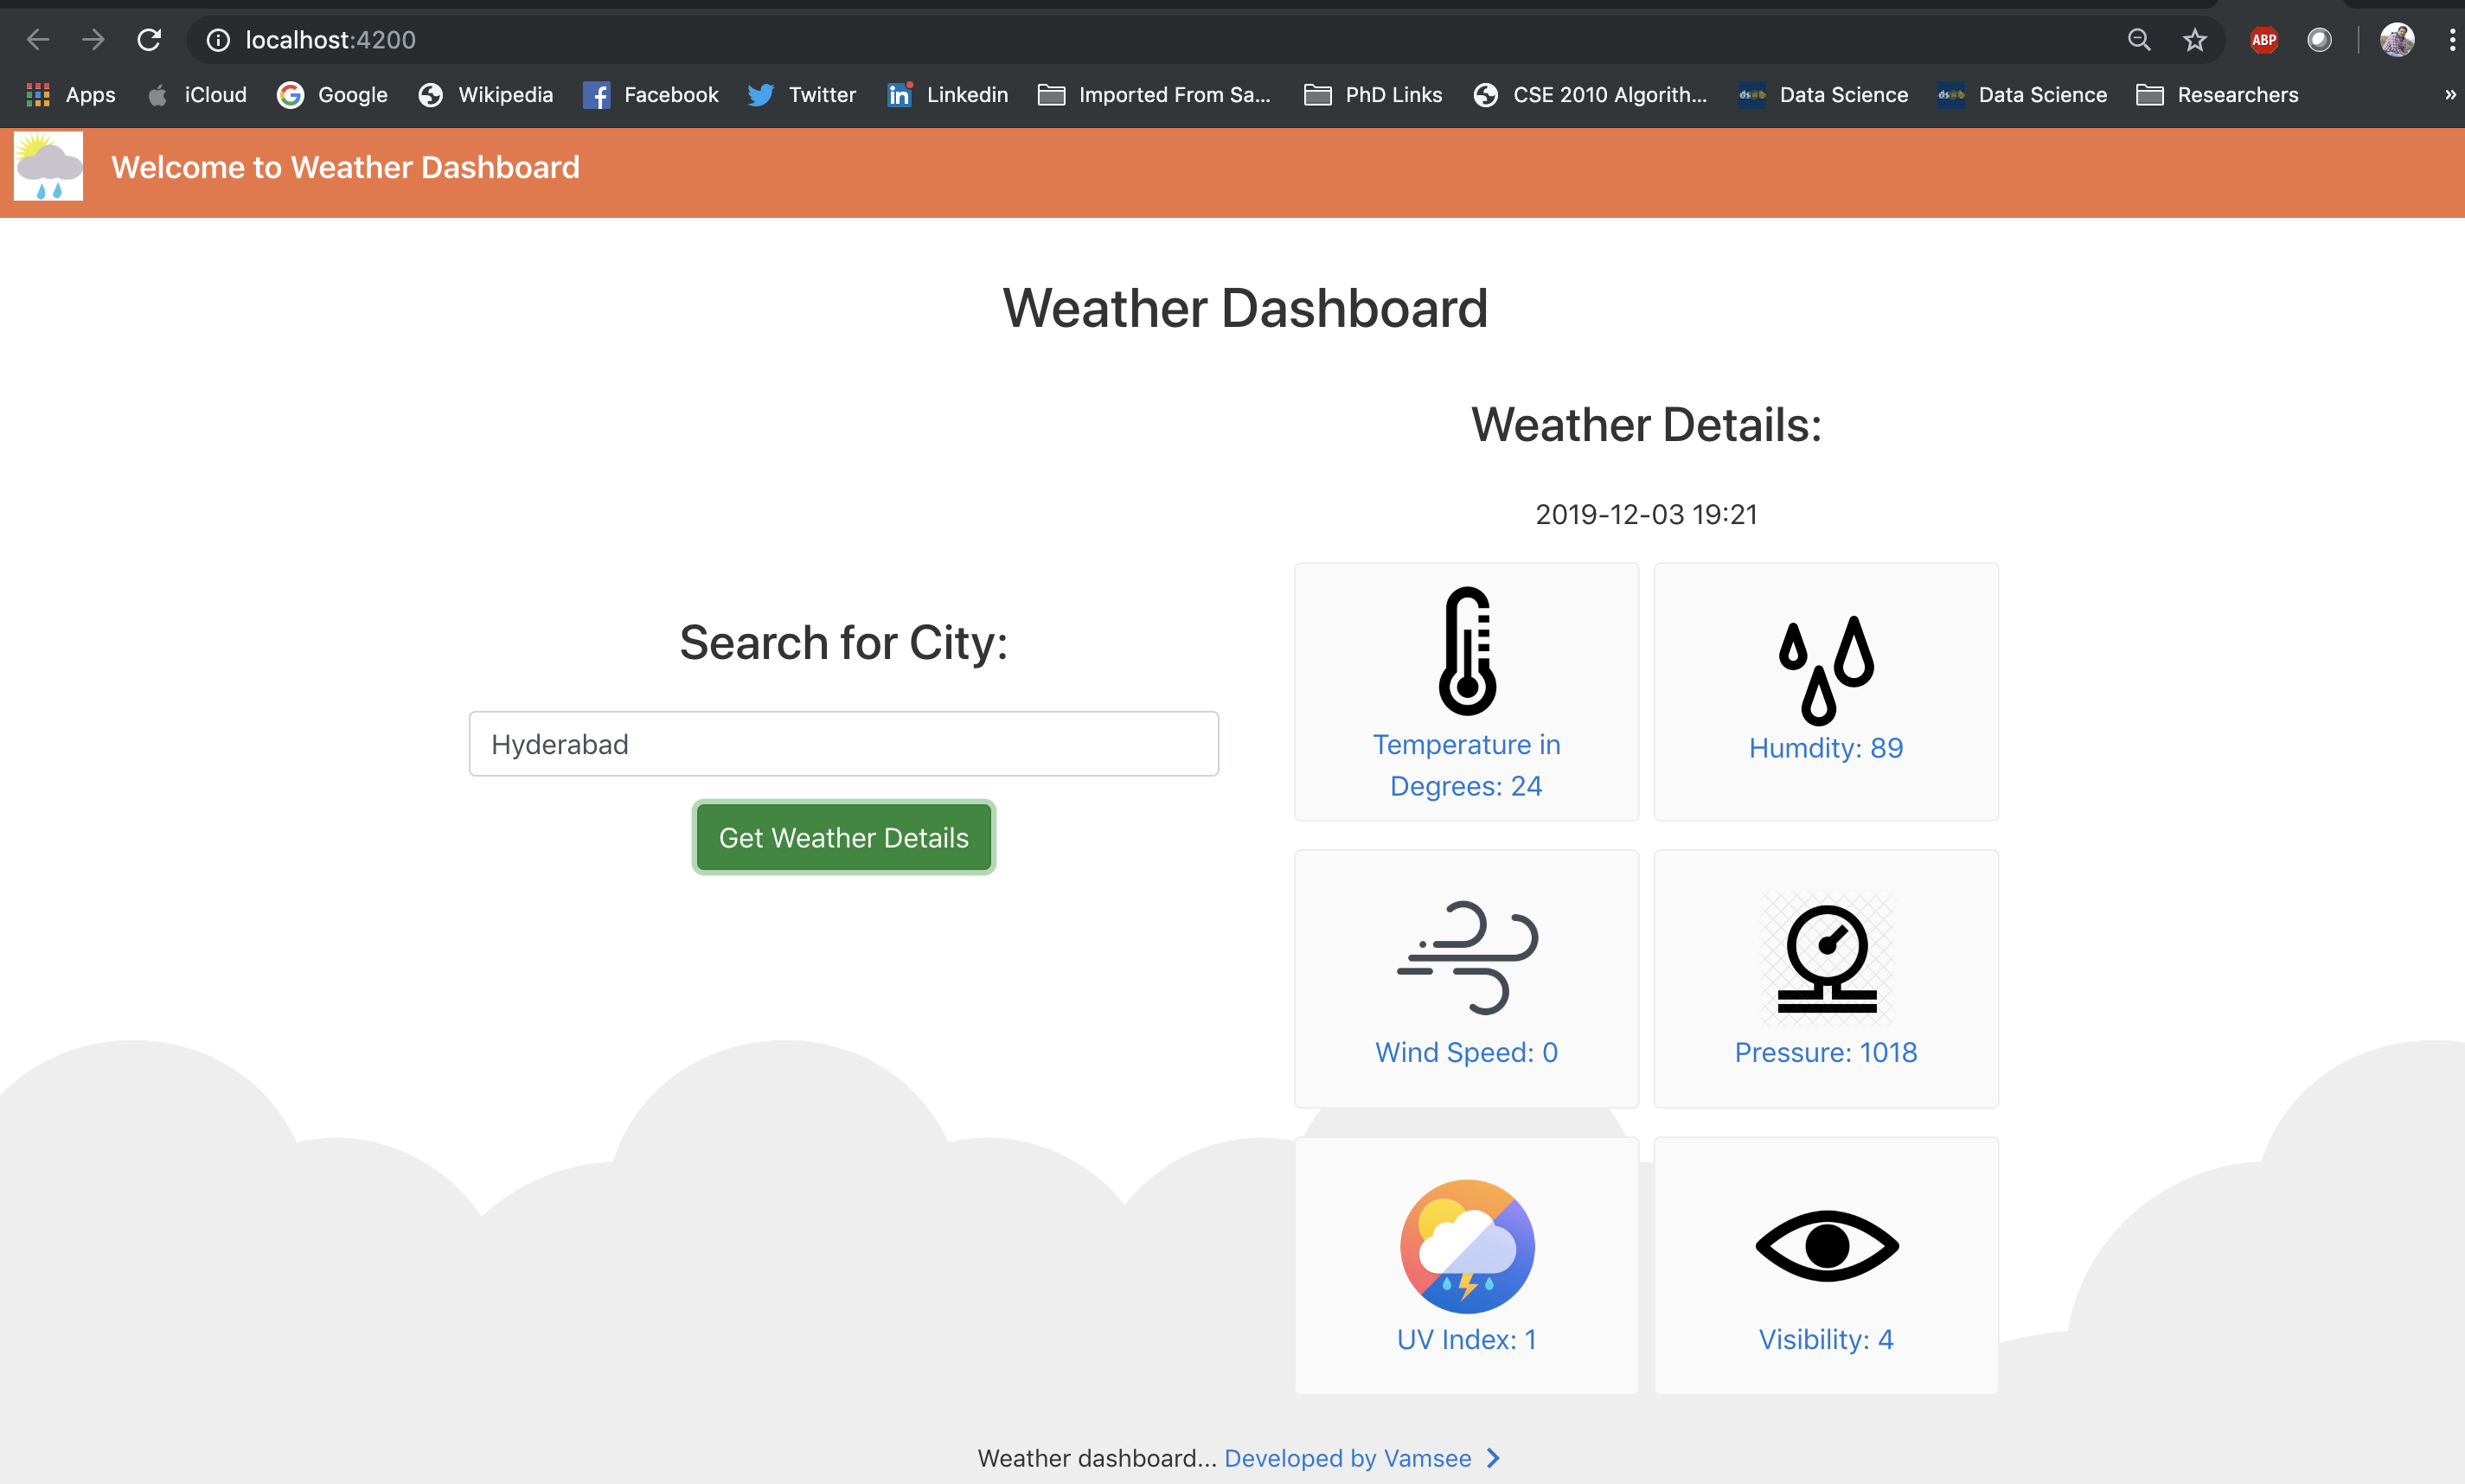 localhost:4200
ABP
Apps iCloud Google Wikipedia Facebook Twitter Linkedin Imported From Sa... PhD Links CSE 2010 Algorith... Data Science Data Science Researchers »
Welcome to Weather Dashboard
Weather Dashboard
Search for City:
Hyderabad
Get Weather Details
Weather Details:
2019-12-03 19:21
Temperature in
Degrees: 24
Humdity: 89
Wind Speed: 0
Pressure: 1018
UV Index: 1
Visibility: 4
Weather dashboard... Developed by Vamsee